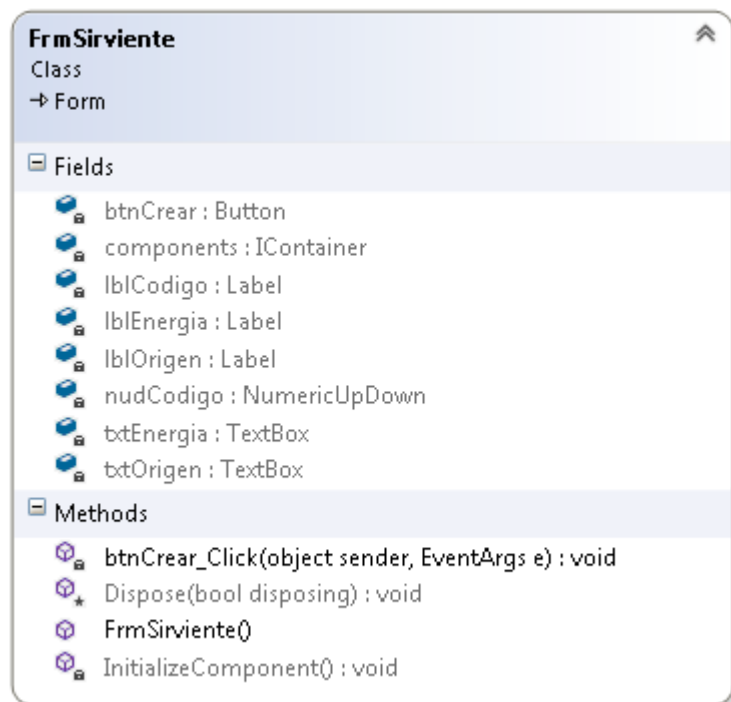 FrmSirviente
Class
Form
Fields
btnCrear : Button
components : IContainer
lblCodigo : Label
lblEnergia : Label
lblOrigen : Label
nudCodigo : NumericUpDown
txtEnergia : TextBox
txtOrigen : TextBox
Methods
btnCrear_Click(object sender, EventArgs e) : void
Dispose(bool disposing) : void
FrmSirviente()
InitializeComponent() : void